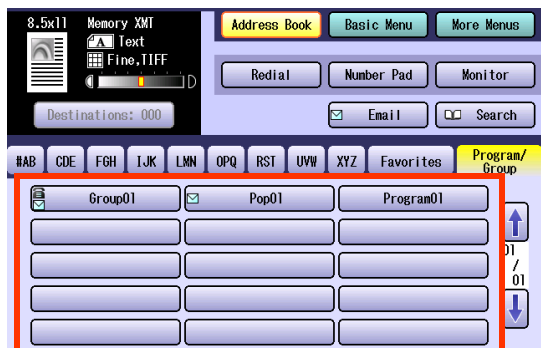 8.5x11 Memory XMT
A Text
Fine,TIFF
D
Destinations: 000
Address Book Basic Menu More Menus
Redial Number Pad Monitor
Email Search
#AB CDE FGH IJK LMN OPQ RST UVW XYZ Favorites Program/
Group
Group01 Pop01 Program01
01
/
01